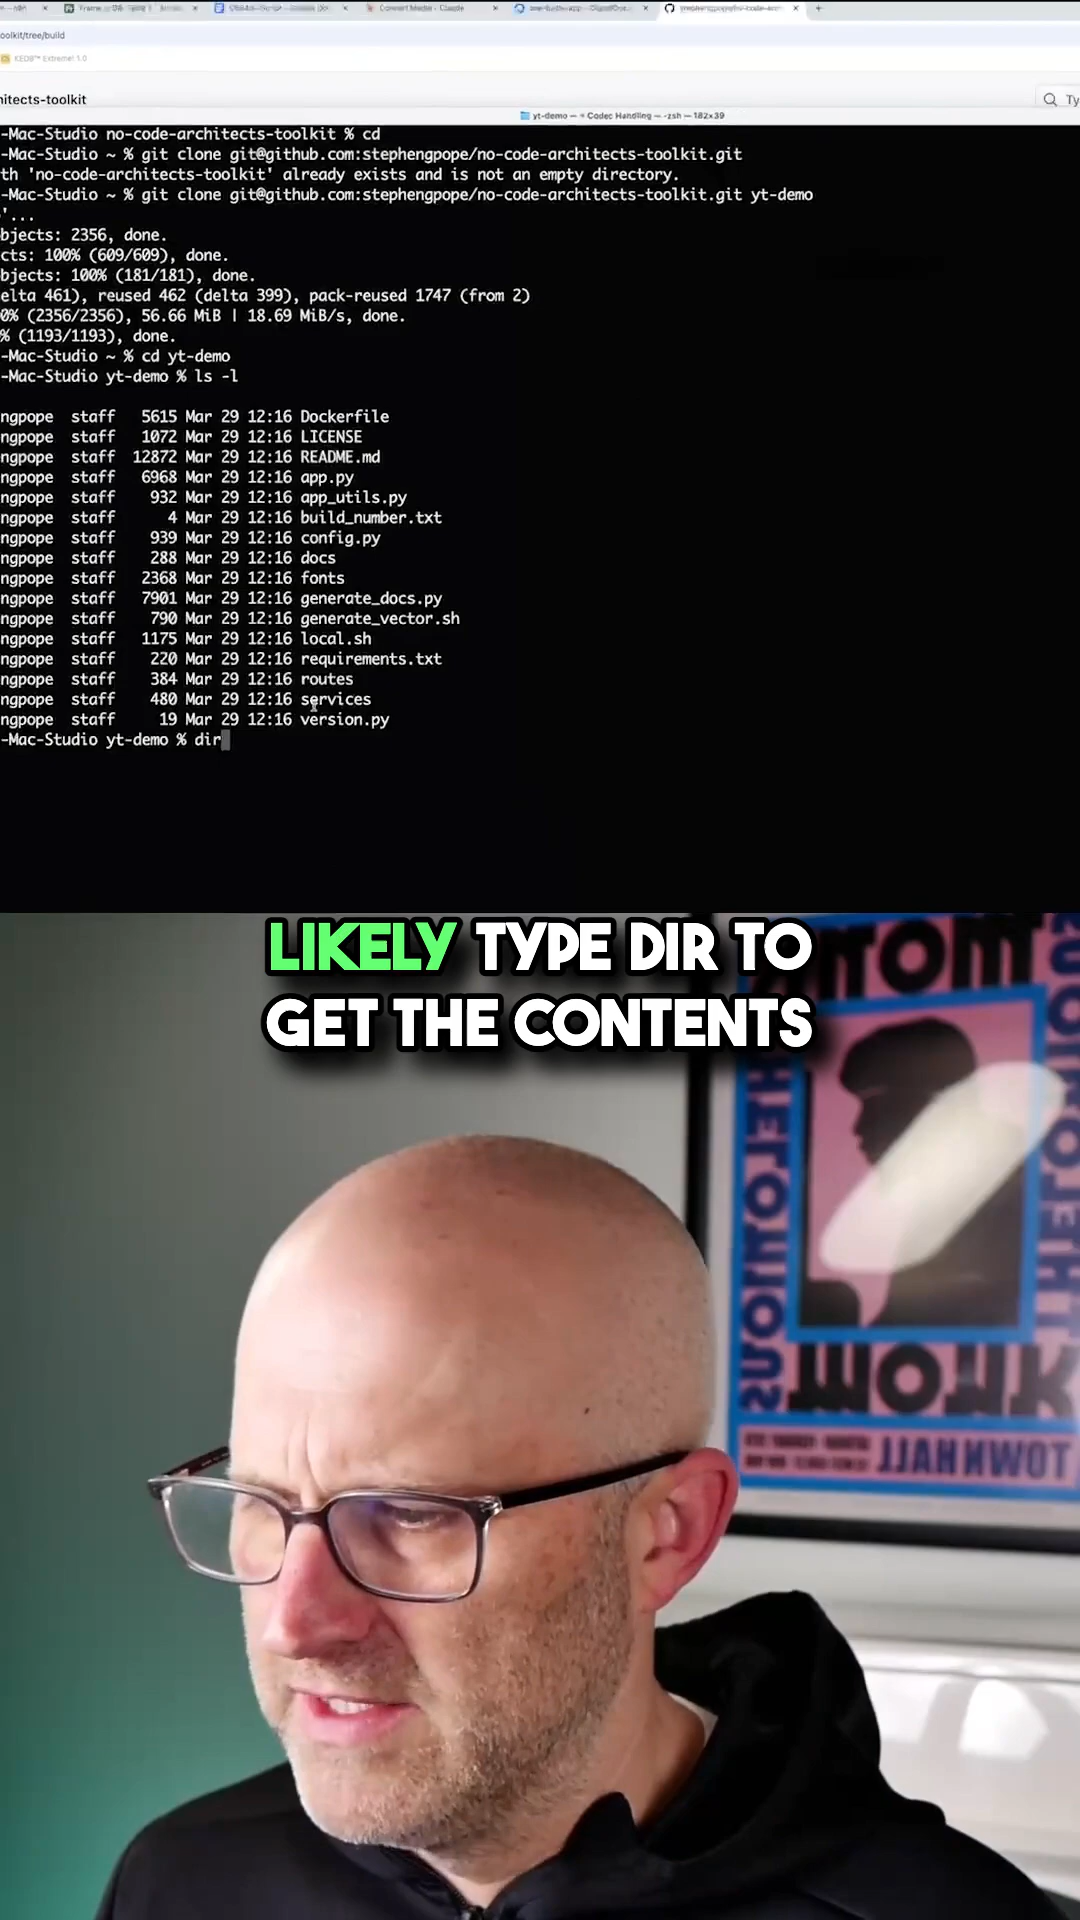 oolkit/tree/build
KEDB™ Extreme! 1.0
hitects-toolkit
Ty
yt-demo — • Codec Handling — -zsh — 182×39
-Mac-Studio no-code-architects-toolkit % cd
-Mac-Studio ~ % git clone git@github.com:stephengpope/no-code-architects-toolkit.git
th 'no-code-architects-toolkit' already exists and is not an empty directory.
-Mac-Studio ~ % git clone git@github.com:stephengpope/no-code-architects-toolkit.git yt-demo
'...
bjects: 2356, done.
cts: 100% (609/609), done.
bjects: 100% (181/181), done.
elta 461), reused 462 (delta 399), pack-reused 1747 (from 2)
0% (2356/2356), 56.66 MiB | 18.69 MiB/s, done.
% (1193/1193), done.
-Mac-Studio ~ % cd yt-demo
-Mac-Studio yt-demo % ls -l
ngpope staff 5615 Mar 29 12:16 Dockerfile
ngpope staff 1072 Mar 29 12:16 LICENSE
ngpope staff 12872 Mar 29 12:16 README.md
ngpope staff 6968 Mar 29 12:16 app.py
ngpope staff 932 Mar 29 12:16 app_utils.py
ngpope staff 4 Mar 29 12:16 build_number.txt
ngpope staff 939 Mar 29 12:16 config.py
ngpope staff 288 Mar 29 12:16 docs
ngpope staff 2368 Mar 29 12:16 fonts
ngpope staff 7901 Mar 29 12:16 generate_docs.py
ngpope staff 790 Mar 29 12:16 generate_vector.sh
ngpope staff 1175 Mar 29 12:16 local.sh
ngpope staff 220 Mar 29 12:16 requirements.txt
ngpope staff 384 Mar 29 12:16 routes
ngpope staff 480 Mar 29 12:16 services
ngpope staff 19 Mar 29 12:16 version.py
-Mac-Studio yt-demo % dir
LIKELY TYPE DIR TO
GET THE CONTENTS
MONK
TOWNHALL